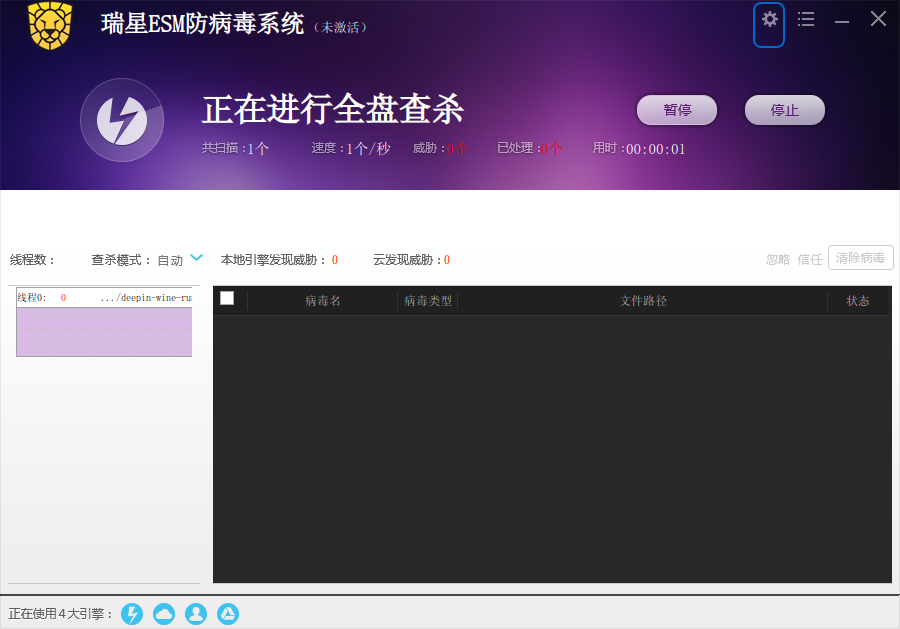 瑞星ESM防病毒系统（未激活）
正在进行全盘查杀
暂停 停止
共扫描：1个 速度：1个/秒 威胁：0个 已处理：0个 用时：00:00:01
线程数： 查杀模式：自动 本地引擎发现威胁：0 云发现威胁：0 忽略 信任 清除病毒
线程0: 0 .../deepin-wine-ru
病毒名 病毒类型 文件路径 状态
正在使用4大引擎：